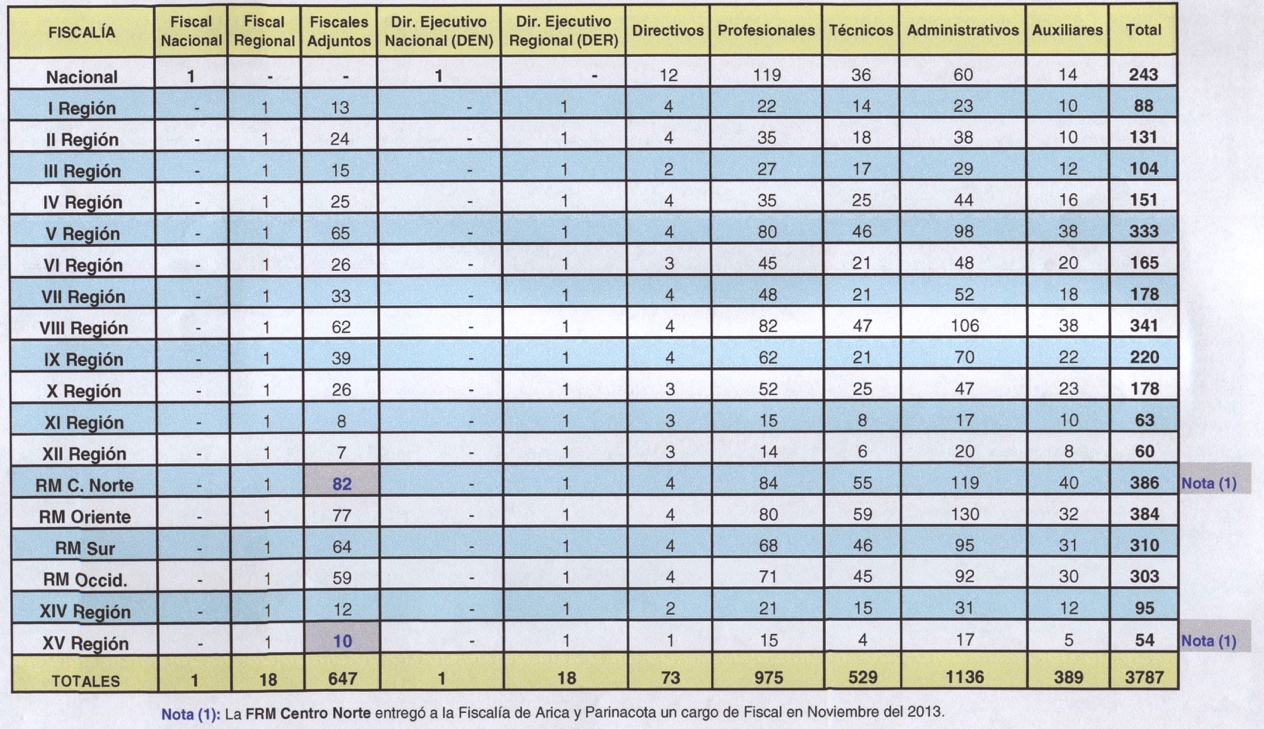 FISCALÍA Fiscal Nacional Fiscal Regional Fiscales Adjuntos Dir. Ejecutivo Nacional (DEN) Dir. Ejecutivo Regional (DER) Directivos Profesionales Técnicos Administrativos Auxiliares Total
Nacional 1 - - 1 - 12 119 36 60 14 243
I Región - 1 13 - 1 4 22 14 23 10 88
II Región - 1 24 - 1 4 35 18 38 10 131
III Región - 1 15 - 1 2 27 17 29 12 104
IV Región - 1 25 - 1 4 35 25 44 16 151
V Región - 1 65 - 1 4 80 46 98 38 333
VI Región - 1 26 - 1 3 45 21 48 20 165
VII Región - 1 33 - 1 4 48 21 52 18 178
VIII Región - 1 62 - 1 4 82 47 106 38 341
IX Región - 1 39 - 1 4 62 21 70 22 220
X Región - 1 26 - 1 3 52 25 47 23 178
XI Región - 1 8 - 1 3 15 8 17 10 63
XII Región - 1 7 - 1 3 14 6 20 8 60
RM C. Norte - 1 82 - 1 4 84 55 119 40 386 Nota (1)
RM Oriente - 1 77 - 1 4 80 59 130 32 384
RM Sur - 1 64 - 1 4 68 46 95 31 310
RM Occid. - 1 59 - 1 4 71 45 92 30 303
XIV Región - 1 12 - 1 2 21 15 31 12 95
XV Región - 1 10 - 1 1 15 4 17 5 54 Nota (1)
TOTALES 1 18 647 1 18 73 975 529 1136 389 3787
Nota (1): La FRM Centro Norte entregó a la Fiscalía de Arica y Parinacota un cargo de Fiscal en Noviembre del 2013.